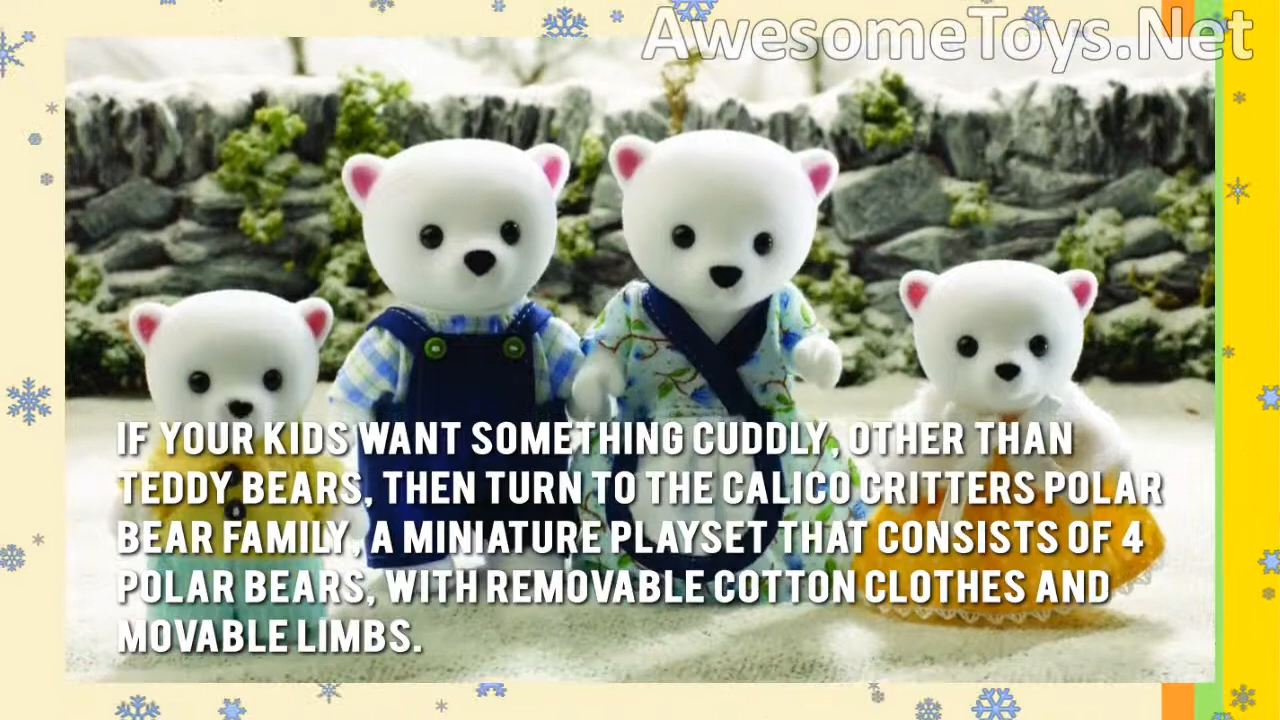 AwesomeToys.Net
IF YOUR KIDS WANT SOMETHING CUDDLY, OTHER THAN
TEDDY BEARS, THEN TURN TO THE CALICO CRITTERS POLAR
BEAR FAMILY, A MINIATURE PLAYSET THAT CONSISTS OF 4
POLAR BEARS, WITH REMOVABLE COTTON CLOTHES AND
MOVABLE LIMBS.